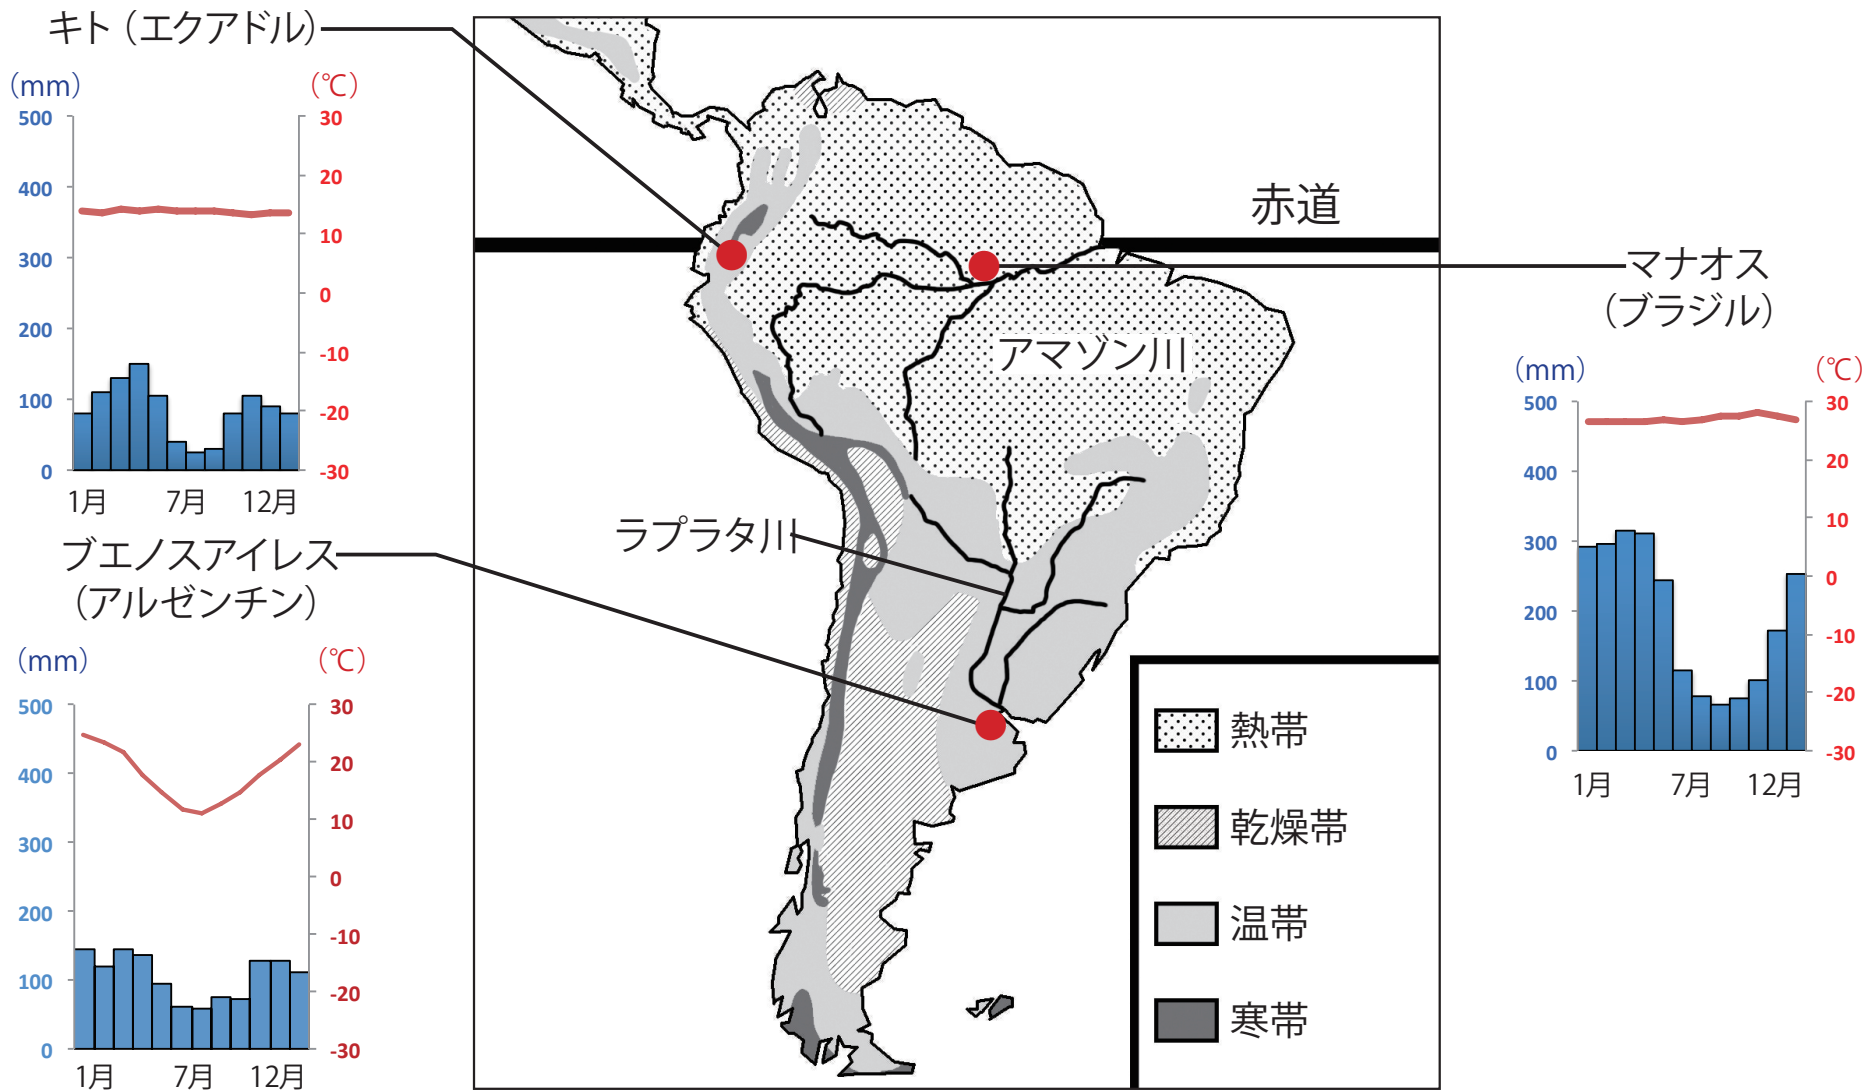 キト（エクアドル）
（mm）
（℃）
500
400
300
200
100
0
30
20
10
0
-10
-20
-30
1月
7月
12月
ブエノスアイレス
（アルゼンチン）
（mm）
（℃）
500
400
300
200
100
0
30
20
10
0
-10
-20
-30
1月
7月
12月
赤道
アマゾン川
ラプラタ川
熱帯
乾燥帯
温帯
寒帯
マナオス
（ブラジル）
（mm）
（℃）
500
400
300
200
100
0
30
20
10
0
-10
-20
-30
1月
7月
12月